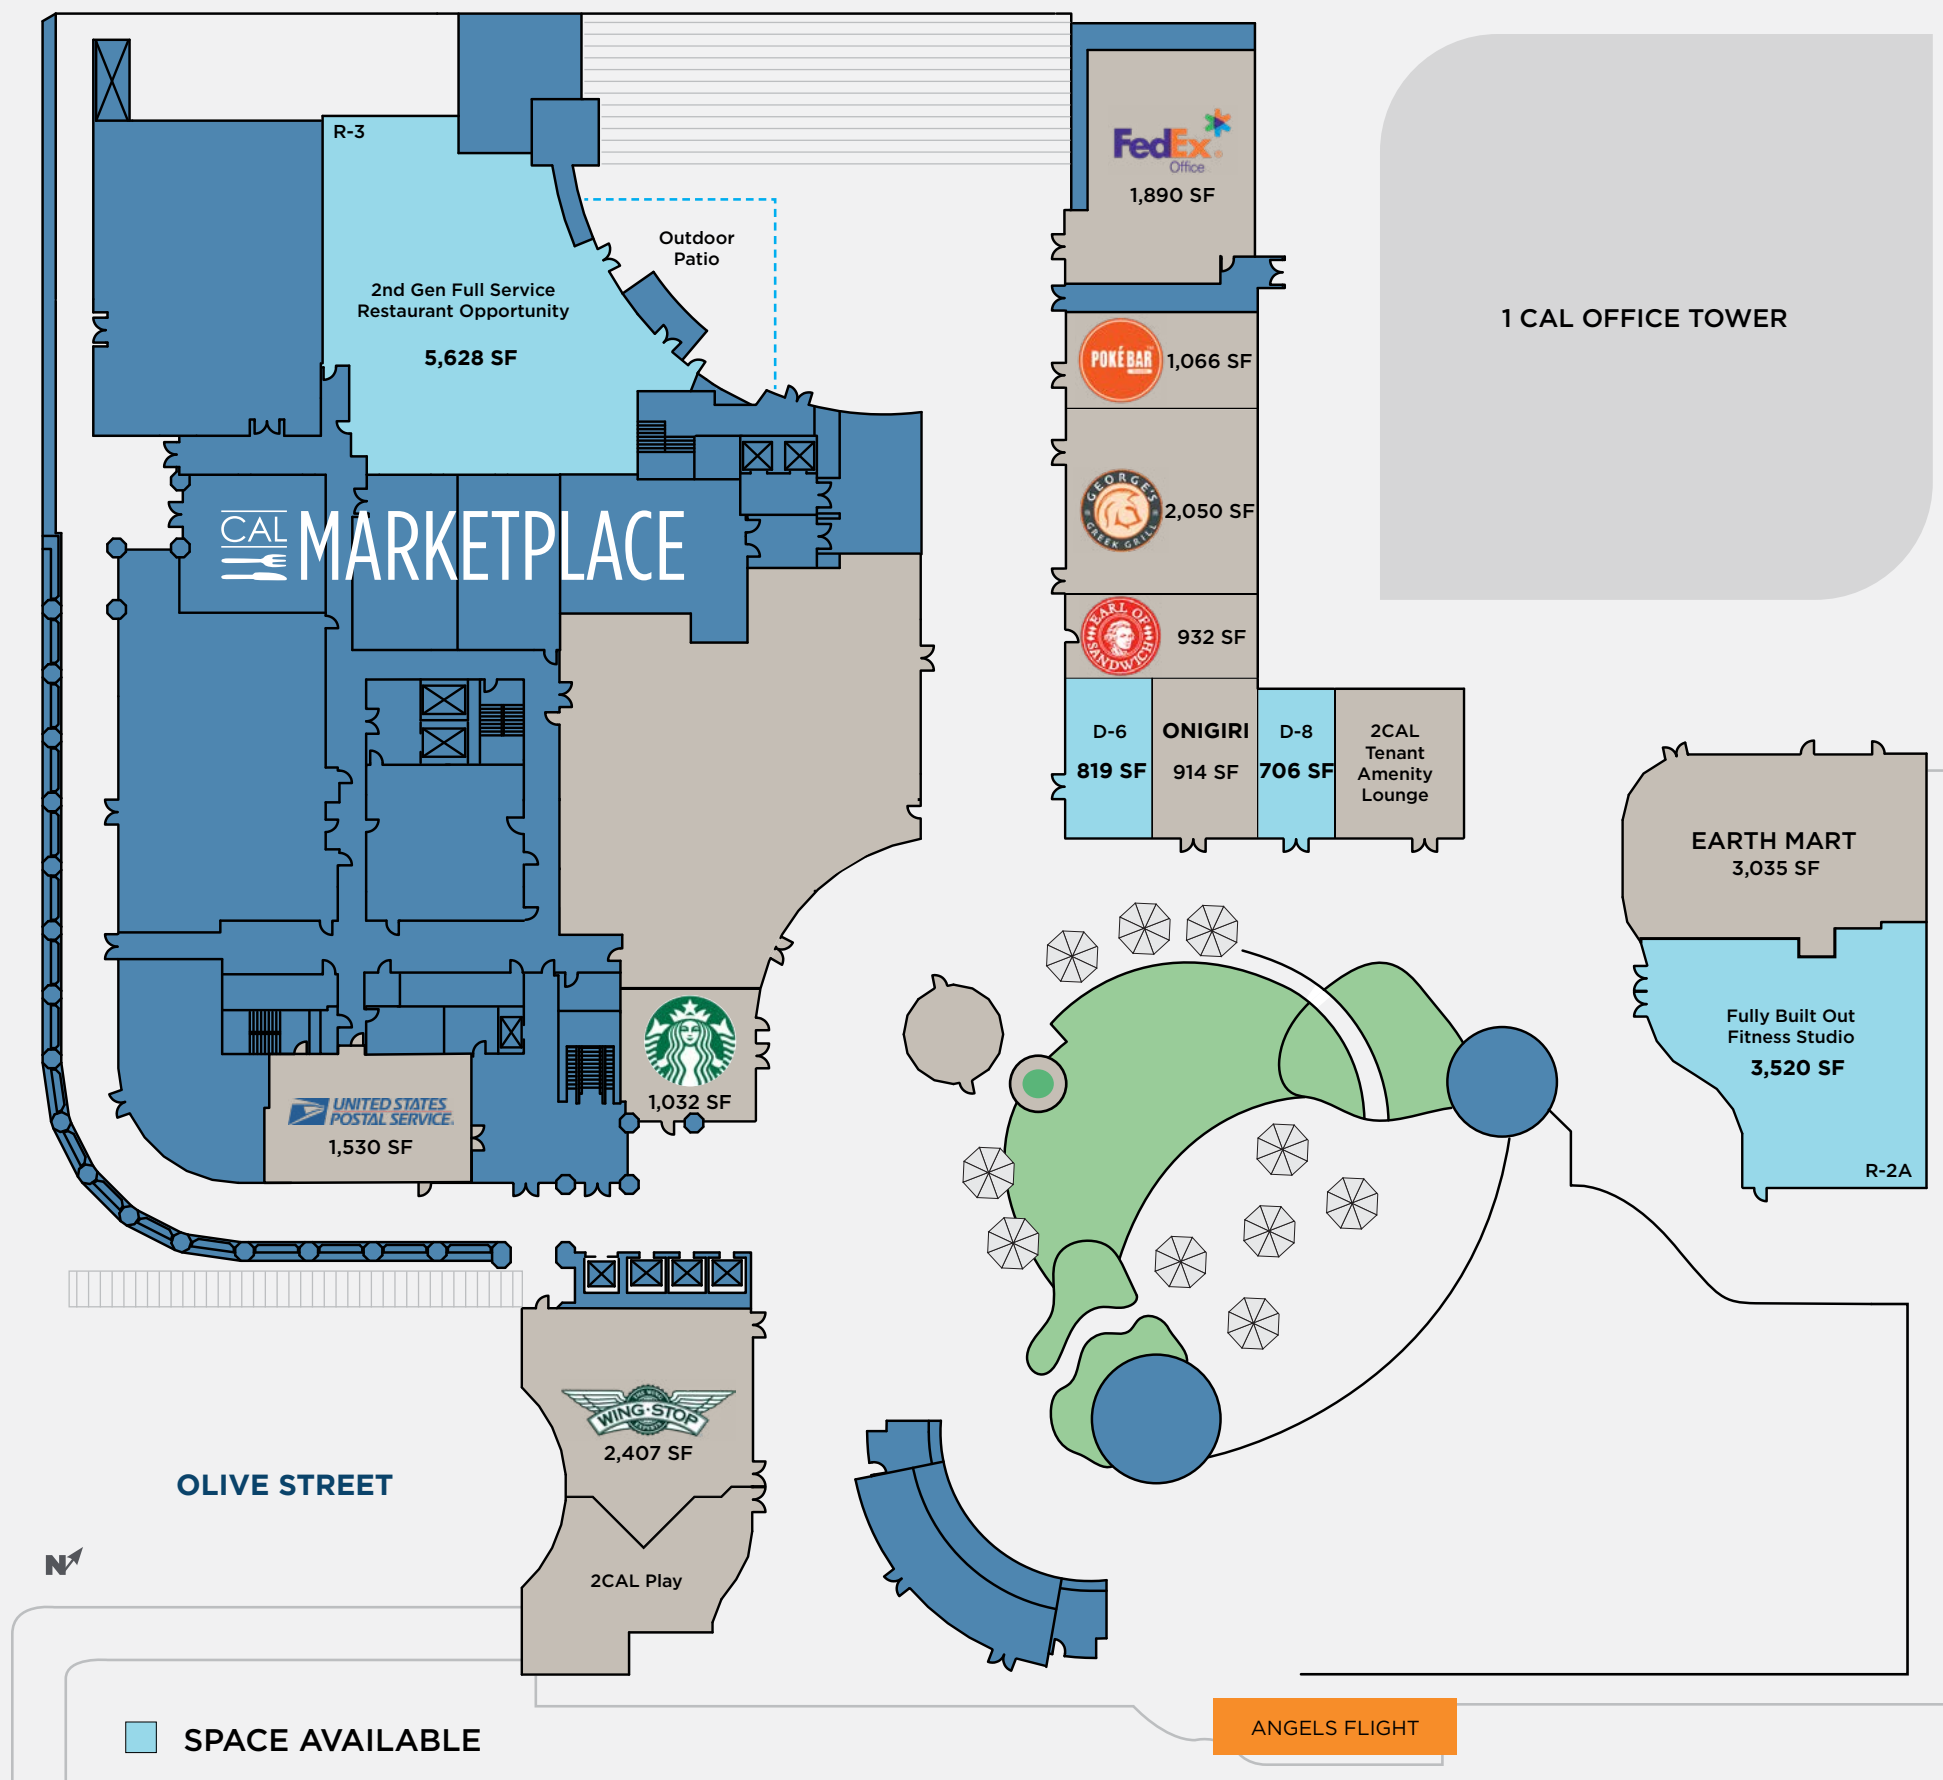 R-3
2nd Gen Full Service
Restaurant Opportunity
5,628 SF
Outdoor
Patio
FedEx
Office
1,890 SF
1 CAL OFFICE TOWER
POKÉ BAR
1,066 SF
GEORGE'S
GREEK GRILL
2,050 SF
CAL
MARKETPLACE
EARL OF
SANDWICH
932 SF
D-6
819 SF
ONIGIRI
914 SF
D-8
706 SF
2CAL
Tenant
Amenity
Lounge
EARTH MART
3,035 SF
Fully Built Out
Fitness Studio
3,520 SF
R-2A
1,032 SF
UNITED STATES
POSTAL SERVICE.
1,530 SF
WING·STOP
2,407 SF
OLIVE STREET
N
2CAL Play
SPACE AVAILABLE
ANGELS FLIGHT